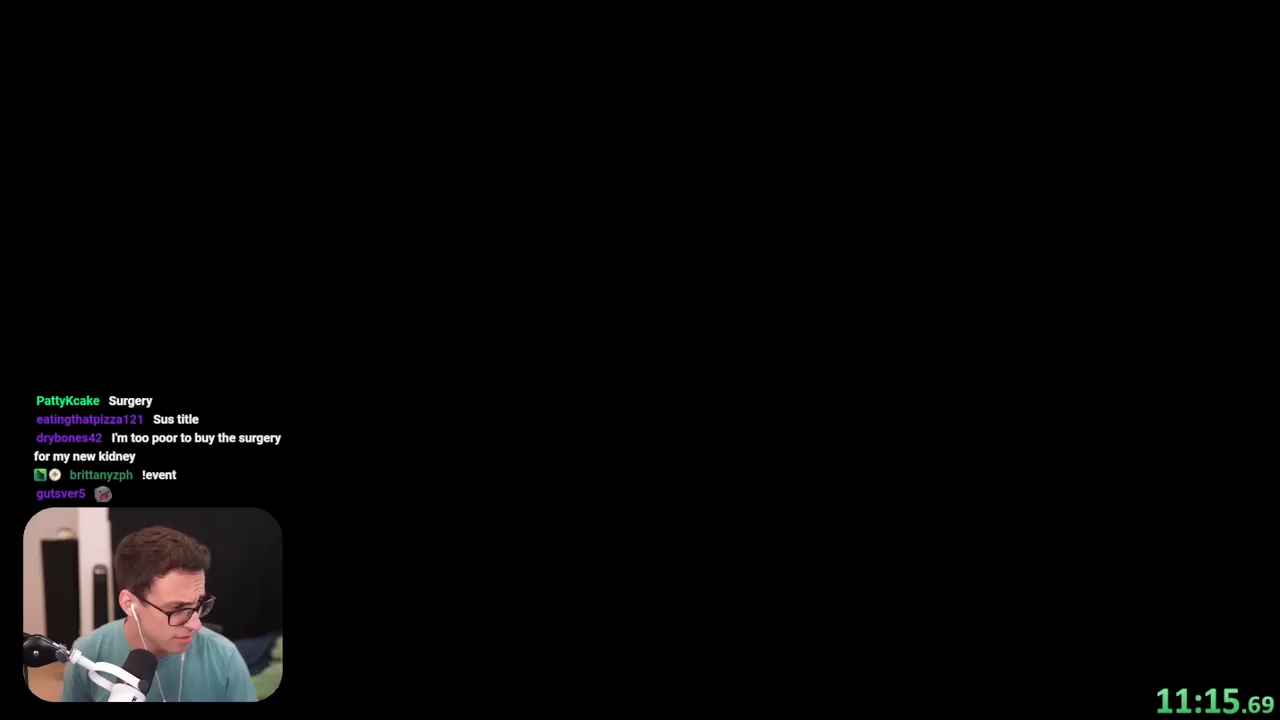 PattyKcake Surgery
eatingthatpizza121 Sus title
drybones42 I'm too poor to buy the surgery
for my new kidney
brittanyzph !event
gutsver5
11:15.69